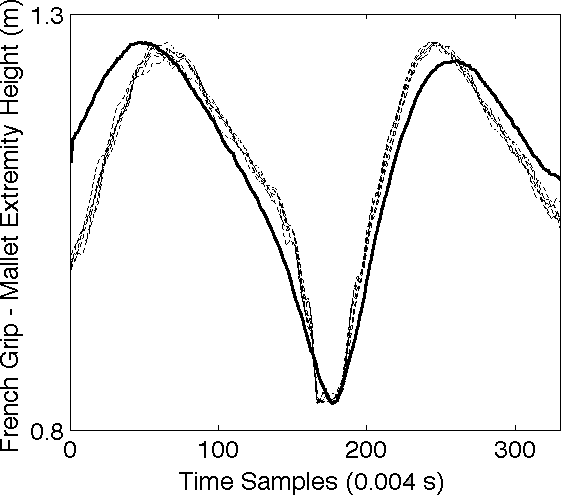 French Grip - Mallet Extremity Height (m)
1.3
0.8
0 100 200 300
Time Samples (0.004 s)